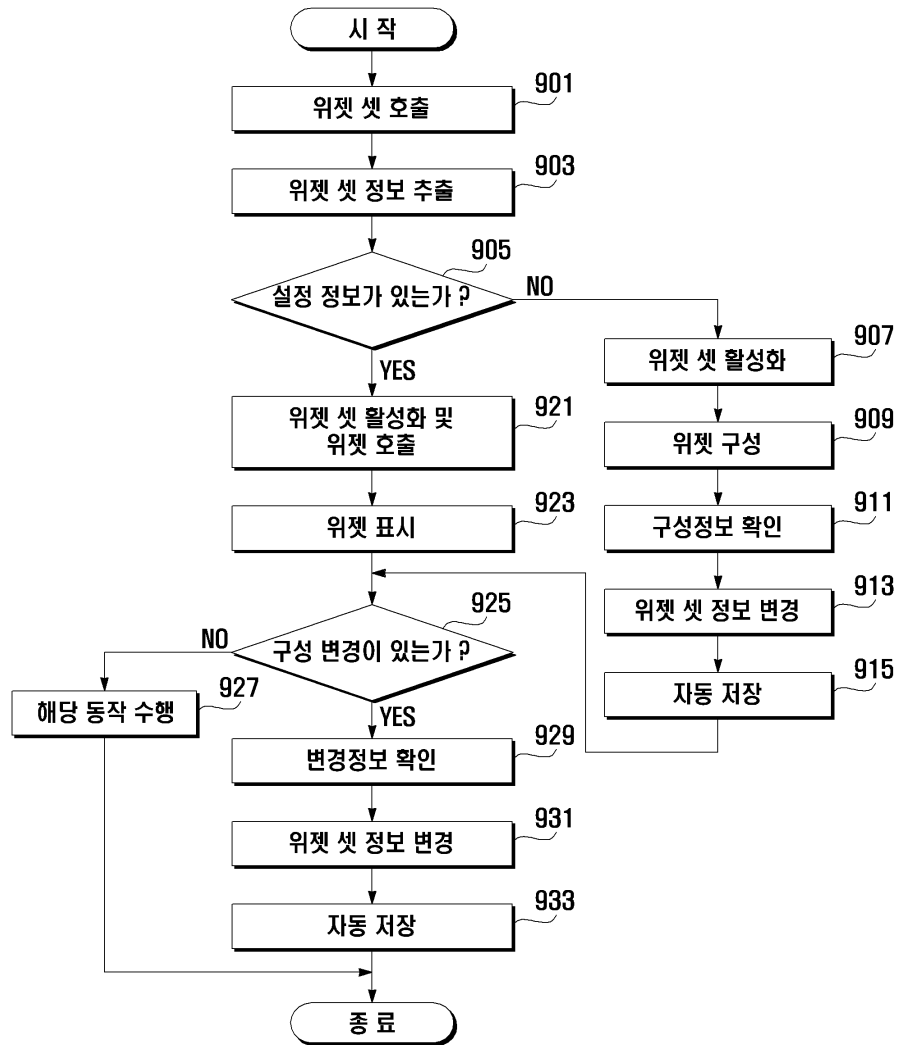 시 작
901
위젯 셋 호출
903
위젯 셋 정보 추출
905
설정 정보가 있는가 ?
NO
YES
907
위젯 셋 활성화
909
위젯 구성
911
구성정보 확인
913
위젯 셋 정보 변경
915
자동 저장
921
위젯 셋 활성화 및
위젯 호출
923
위젯 표시
925
구성 변경이 있는가 ?
NO
YES
927
해당 동작 수행
929
변경정보 확인
931
위젯 셋 정보 변경
933
자동 저장
종 료